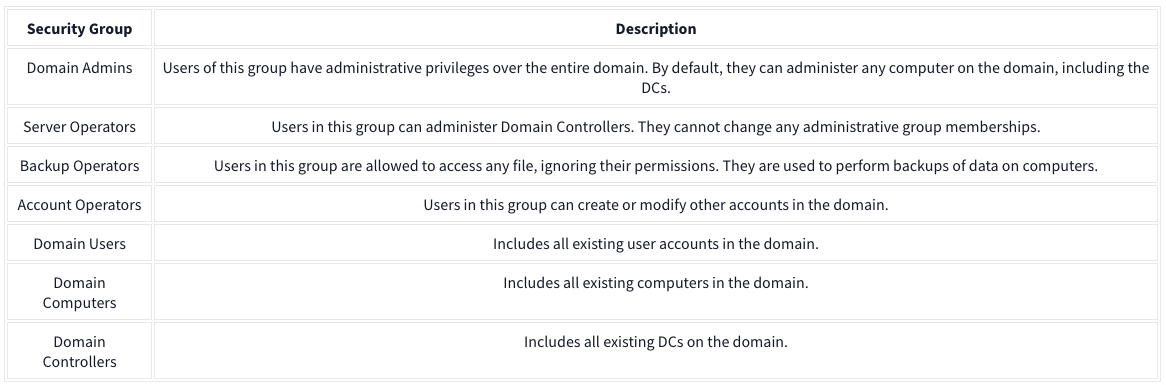 Security Group Description
Domain Admins Users of this group have administrative privileges over the entire domain. By default, they can administer any computer on the domain, including the
DCs.
Server Operators Users in this group can administer Domain Controllers. They cannot change any administrative group memberships.
Backup Operators Users in this group are allowed to access any file, ignoring their permissions. They are used to perform backups of data on computers.
Account Operators Users in this group can create or modify other accounts in the domain.
Domain Users Includes all existing user accounts in the domain.
Domain
Computers
Includes all existing computers in the domain.
Domain
Controllers
Includes all existing DCs on the domain.